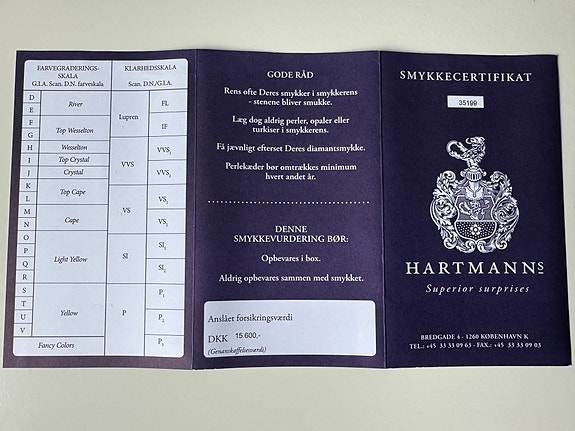 FARVEGRADERINGS-
SKALA
G.I.A. Scan. D.N. farveskala
KLARHEDSSKALA
Scan. D.N./G.I.A.
D
E
River
F
G
Top Wesselton
H
Wesselton
I
Top Crystal
J
Crystal
K
L
Top Cape
M
N
Cape
O
P
Q
R
Light Yellow
S
T
U
V
Yellow
Fancy Colors
Lupren
FL
IF
VVS
VVS1
VVS2
VS
VS1
VS2
SI
SI1
SI2
P
P1
P2
P3
GODE RÅD
Rens ofte Deres smykker i smykkerens
- stenene bliver smukke.
Læg dog aldrig perler, opaler eller
turkiser i smykkerens.
Få jævnligt efterset Deres diamantsmykke.
Perlekæder bør omtrækkes minimum
hvert andet år.
DENNE
SMYKKEVURDERING BØR:
Opbevares i box.
Aldrig opbevares sammen med smykket.
Anslået forsikringsværdi
DKK 15.600,-
(Genanskaffelsesværdi)
SMYKKECERTIFIKAT
35199
HARTMANNS
Superior surprises
BREDGADE 4 · 1260 KØBENHAVN K
TEL.: +45 33 33 09 63 · FAX.: +45 33 33 09 03